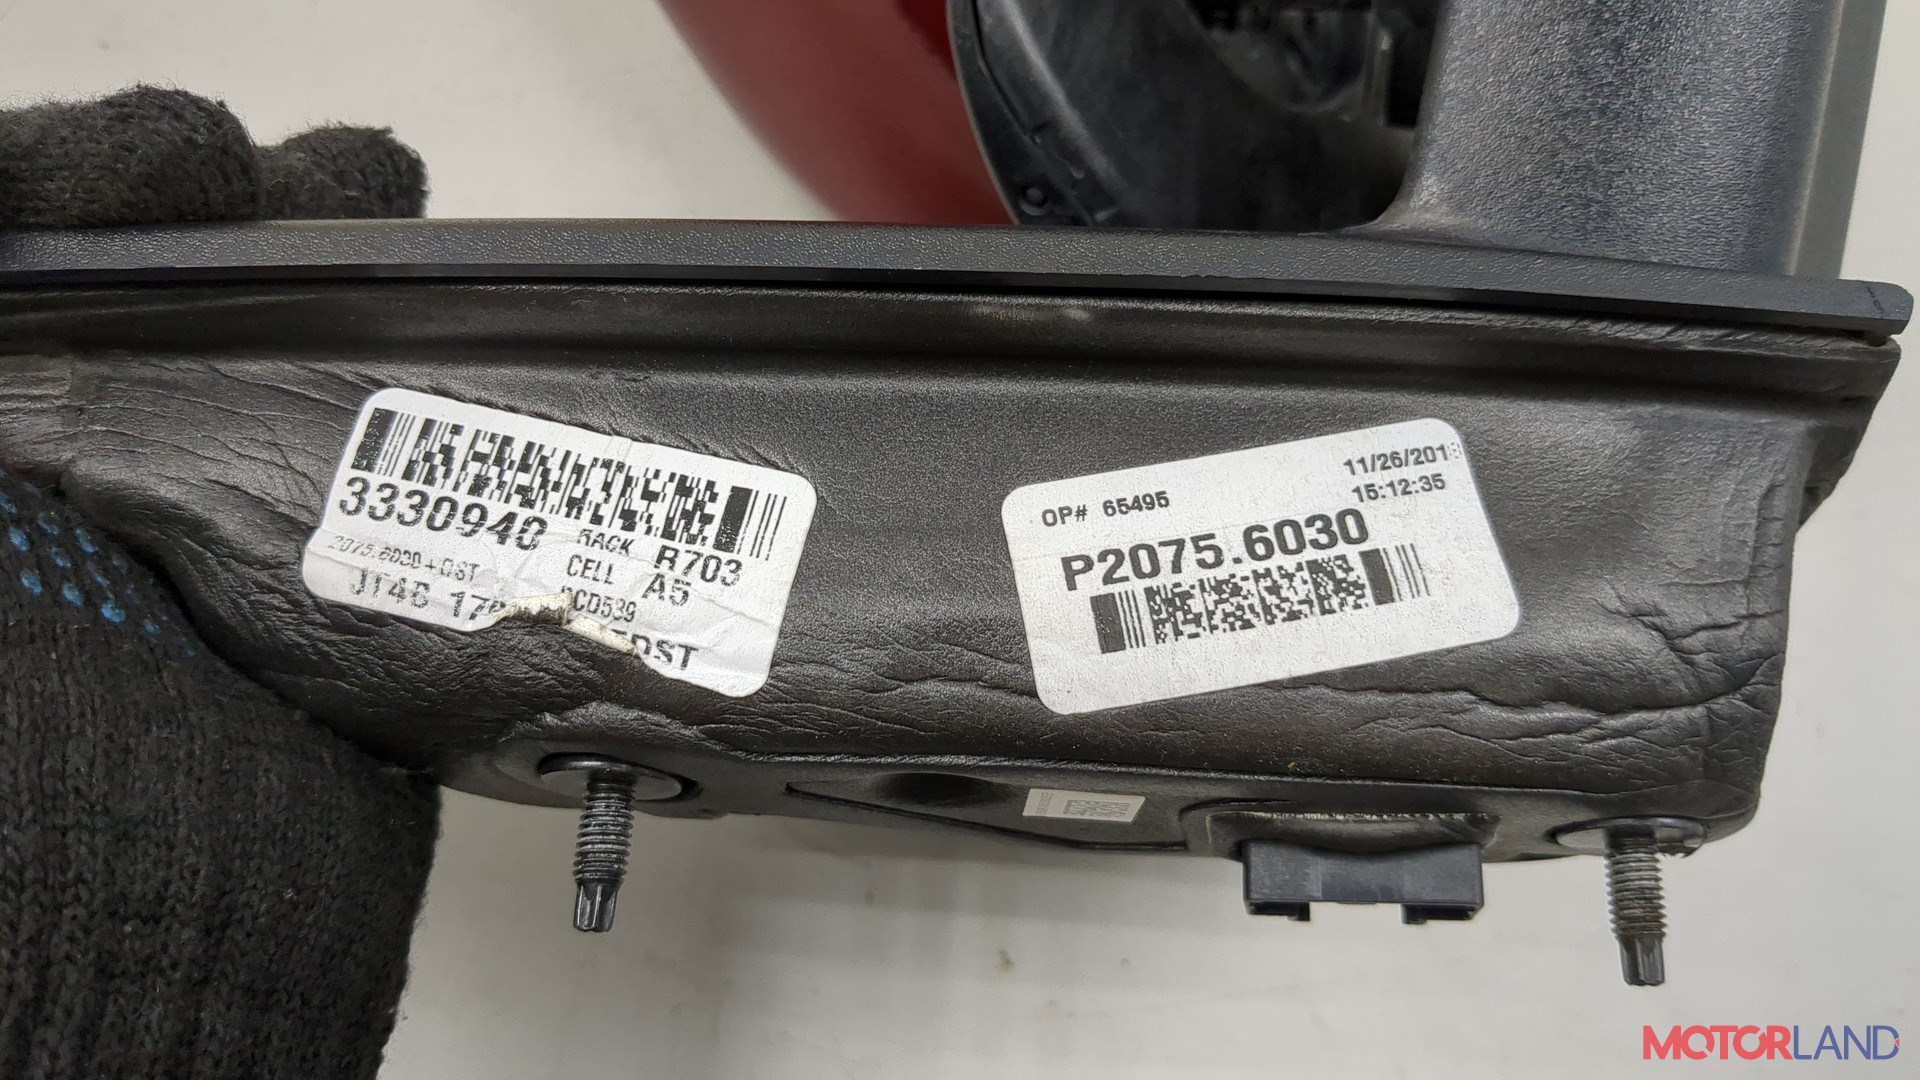 3330940
RACK R703
2075.6030+DST CELL A5
JT4B DCD539
DST
11/26/2018
OP# 65495 15:12:35
P2075.6030
MOTORLAND